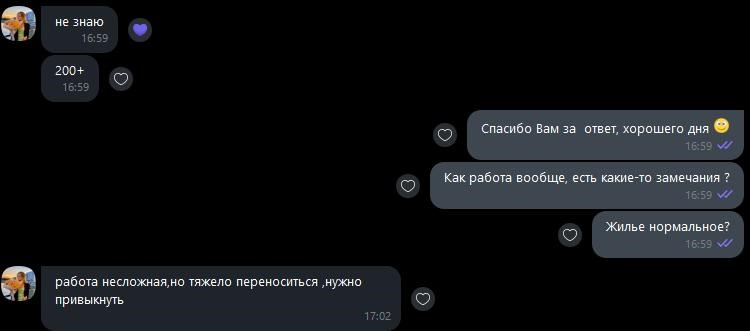 не знаю
16:59
200+
16:59
Спасибо Вам за ответ, хорошего дня 🙂
16:59
Как работа вообще, есть какие-то замечания ?
16:59
Жилье нормальное?
16:59
работа несложная,но тяжело переноситься ,нужно
привыкнуть
17:02